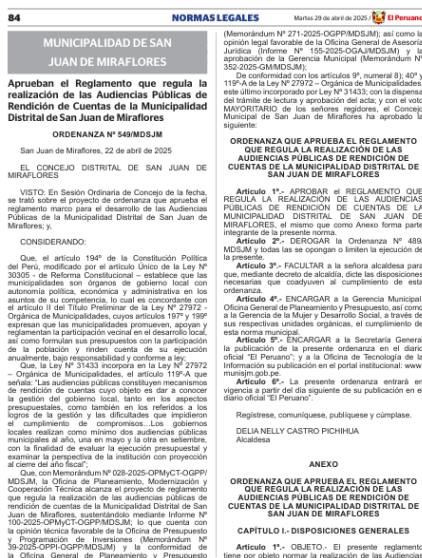 84
NORMAS LEGALES
Martes 29 de abril de 2025 / El Peruano
MUNICIPALIDAD DE SAN
JUAN DE MIRAFLORES
Aprueban el Reglamento que regula la
realización de las Audiencias Públicas de
Rendición de Cuentas de la Municipalidad
Distrital de San Juan de Miraflores
ORDENANZA Nº 549/MDSJM
San Juan de Miraflores, 22 de abril de 2025
EL CONCEJO DISTRITAL DE SAN JUAN DE
MIRAFLORES
VISTO: En Sesión Ordinaria de Concejo de la fecha,
se trató sobre el proyecto de ordenanza que aprueba el
reglamento marco para el desarrollo de las Audiencias
Públicas de la Municipalidad Distrital de San Juan de
Miraflores; y,
CONSIDERANDO:
Que, el artículo 194º de la Constitución Política
del Perú, modificado por el artículo Único de la Ley Nº
30305 - de Reforma Constitucional – establece que las
municipalidades son órganos de gobierno local con
autonomía política, económica y administrativa en los
asuntos de su competencia, lo cual es concordante con
el artículo II del Título Preliminar de la Ley Nº 27972 -
Orgánica de Municipalidades, cuyos artículos 197º y 199º
expresan que las municipalidades promueven, apoyan y
reglamentan la participación vecinal en el desarrollo local,
así como formulan sus presupuestos con la participación
de la población y rinden cuenta de su ejecución
anualmente, bajo responsabilidad y conforme a ley;
Que, la Ley Nº 31433 incorpora en la Ley Nº 27972
– Orgánica de Municipalidades, el artículo 119º-A que
señala: "Las audiencias públicas constituyen mecanismos
de rendición de cuentas cuyo objeto es dar a conocer
la gestión del gobierno local, tanto en los aspectos
presupuestales, como también en los referidos a los
logros de la gestión y las dificultades que impidieron
el cumplimiento de compromisos...Los gobiernos
locales realizan como mínimo dos audiencias públicas
municipales al año, una en mayo y la otra en setiembre,
con la finalidad de evaluar la ejecución presupuestal y
examinar la perspectiva de la institución con proyección
al cierre del año fiscal";
Que, con Memorándum Nº 028-2025-OPMyCT-OGPP/
MDSJM, la Oficina de Planeamiento, Modernización y
Cooperación Técnica alcanza el proyecto de reglamento
que regula la realización de las audiencias públicas de
rendición de cuentas de la Municipalidad Distrital de San
Juan de Miraflores, sustentándolo mediante Informe Nº
100-2025-OPMyCT-OGPP/MDSJM; lo que cuenta con
la opinión técnica favorable de la Oficina de Presupuesto
y Programación de Inversiones (Memorándum Nº
39-2025-OPPI-OGPP/MDSJM) y la conformidad de
la Oficina General de Planeamiento y Presupuesto
(Memorándum Nº 271-2025-OGPP/MDSJM); así como la
opinión legal favorable de la Oficina General de Asesoría
Jurídica (Informe Nº 155-2025-OGAJ/MDSJM) y la
aprobación de la Gerencia Municipal (Memorándum Nº
352-2025-GM/MDSJM);
De conformidad con los artículos 9º, numeral 8); 40º y
119º-A de la Ley Nº 27972 – Orgánica de Municipalidades,
este último incorporado por Ley Nº 31433; con la dispensa
del trámite de lectura y aprobación del acta; y con el voto
MAYORITARIO de los señores regidores, el Concejo
Municipal de San Juan de Miraflores ha aprobado la
siguiente:
ORDENANZA QUE APRUEBA EL REGLAMENTO
QUE REGULA LA REALIZACIÓN DE LAS
AUDIENCIAS PÚBLICAS DE RENDICIÓN DE
CUENTAS DE LA MUNICIPALIDAD DISTRITAL DE
SAN JUAN DE MIRAFLORES
Artículo 1º.- APROBAR el REGLAMENTO QUE
REGULA LA REALIZACIÓN DE LAS AUDIENCIAS
PÚBLICAS DE RENDICIÓN DE CUENTAS DE LA
MUNICIPALIDAD DISTRITAL DE SAN JUAN DE
MIRAFLORES, el mismo que como Anexo forma parte
integrante de la presente norma.
Artículo 2º.- DEROGAR la Ordenanza Nº 489/
MDSJM y todas las que se opongan o limiten la ejecución de
la presente.
Artículo 3º.- FACULTAR a la señora alcaldesa para
que, mediante decreto de alcaldía, dicte las disposiciones
necesarias que coadyuven al cumplimiento de esta
ordenanza.
Artículo 4º.- ENCARGAR a la Gerencia Municipal,
Oficina General de Planeamiento y Presupuesto, así como
a la Gerencia de la Mujer y Desarrollo Social, a través de
sus respectivas unidades orgánicas, el cumplimiento de
esta norma municipal.
Artículo 5º.- ENCARGAR a la Secretaría General
la publicación de la presente ordenanza en el diario
oficial "El Peruano"; y a la Oficina de Tecnología de la
Información su publicación en el portal institucional: www.
munisjm.gob.pe.
Artículo 6º.- La presente ordenanza entrará en
vigencia a partir del día siguiente de su publicación en el
diario oficial "El Peruano".
Regístrese, comuníquese, publíquese y cúmplase.
DELIA NELLY CASTRO PICHIHUA
Alcaldesa
ANEXO
ORDENANZA QUE APRUEBA EL REGLAMENTO
QUE REGULA LA REALIZACIÓN DE LAS
AUDIENCIAS PÚBLICAS DE RENDICIÓN DE
CUENTAS DE LA MUNICIPALIDAD DISTRITAL DE
SAN JUAN DE MIRAFLORES
CAPÍTULO I.- DISPOSICIONES GENERALES
Artículo 1º.- OBJETO.- El presente reglamento
tiene por objeto normar la realización de las Audiencias